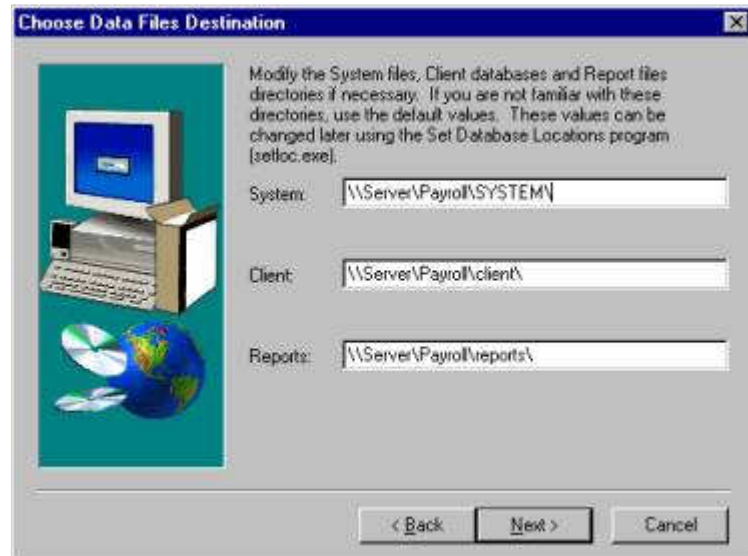 Choose Data Files Destination
Modify the System files, Client databases and Report files
directories if necessary. If you are not familiar with these
directories, use the default values. These values can be
changed later using the Set Database Locations program
(setloc.exe).
System: \\Server\Payroll\SYSTEM\
Client: \\Server\Payroll\client\
Reports: \\Server\Payroll\reports\
< Back Next > Cancel